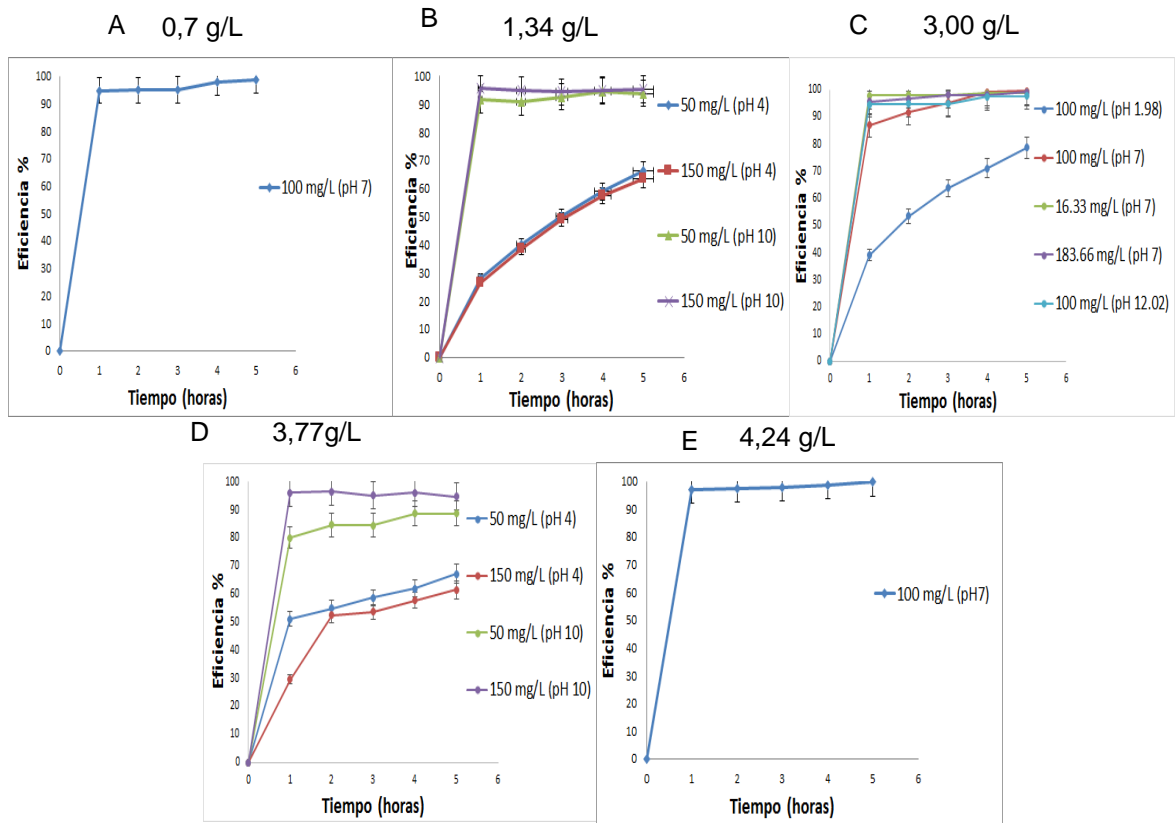 A 0,7 g/L
Eficiencia %
100
90
80
70
60
50
40
30
20
10
0
0 1 2 3 4 5 6
Tiempo (horas)
100 mg/L (pH 7)
B 1,34 g/L
Eficiencia %
100
90
80
70
60
50
40
30
20
10
0
0 1 2 3 4 5 6
Tiempo (horas)
50 mg/L (pH 4)
150 mg/L (pH 4)
50 mg/L (pH 10)
150 mg/L (pH 10)
C 3,00 g/L
Eficiencia %
100
90
80
70
60
50
40
30
20
10
0
0 1 2 3 4 5 6
Tiempo (horas)
100 mg/L (pH 1.98)
100 mg/L (pH 7)
16.33 mg/L (pH 7)
183.66 mg/L (pH 7)
100 mg/L (pH 12.02)
D 3,77g/L
Eficiencia %
100
90
80
70
60
50
40
30
20
10
0
0 1 2 3 4 5 6
Tiempo (horas)
50 mg/L (pH 4)
150 mg/L (pH 4)
50 mg/L (pH 10)
150 mg/L (pH 10)
E 4,24 g/L
Eficiencia %
100
90
80
70
60
50
40
30
20
10
0
0 1 2 3 4 5 6
Tiempo (horas)
100 mg/L (pH7)